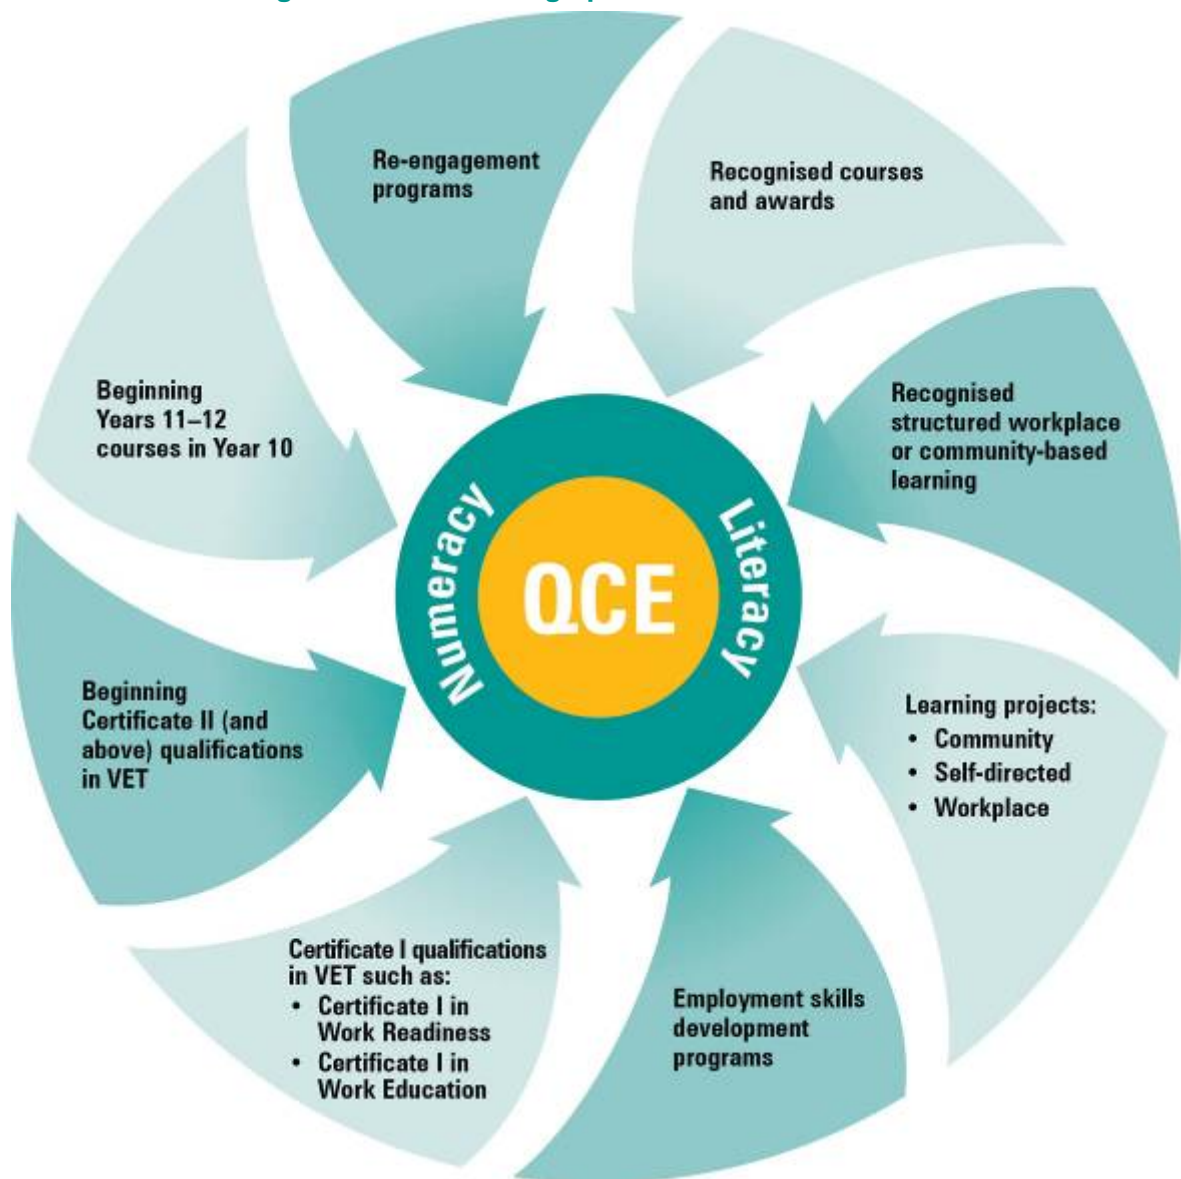 Re-engagement
programs
Recognised courses
and awards
Recognised
structured workplace
or community-based
learning
Learning projects:
• Community
• Self-directed
• Workplace
Employment skills
development
programs
Certificate I qualifications
in VET such as:
• Certificate I in
Work Readiness
• Certificate I in
Work Education
Beginning
Certificate II (and
above) qualifications
in VET
Beginning
Years 11–12
courses in Year 10
Numeracy
QCE
Literacy